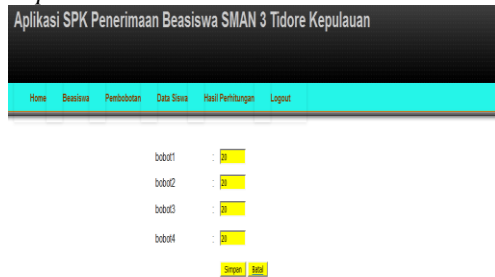 Aplikasi SPK Penerimaan Beasiswa SMAN 3 Tidore Kepulauan
Home Beasiswa Pembobotan Data Siswa Hasil Perhitungan Logout
bobot1 : 20
bobot2 : 20
bobot3 : 20
bobot4 : 20
Simpan Batal